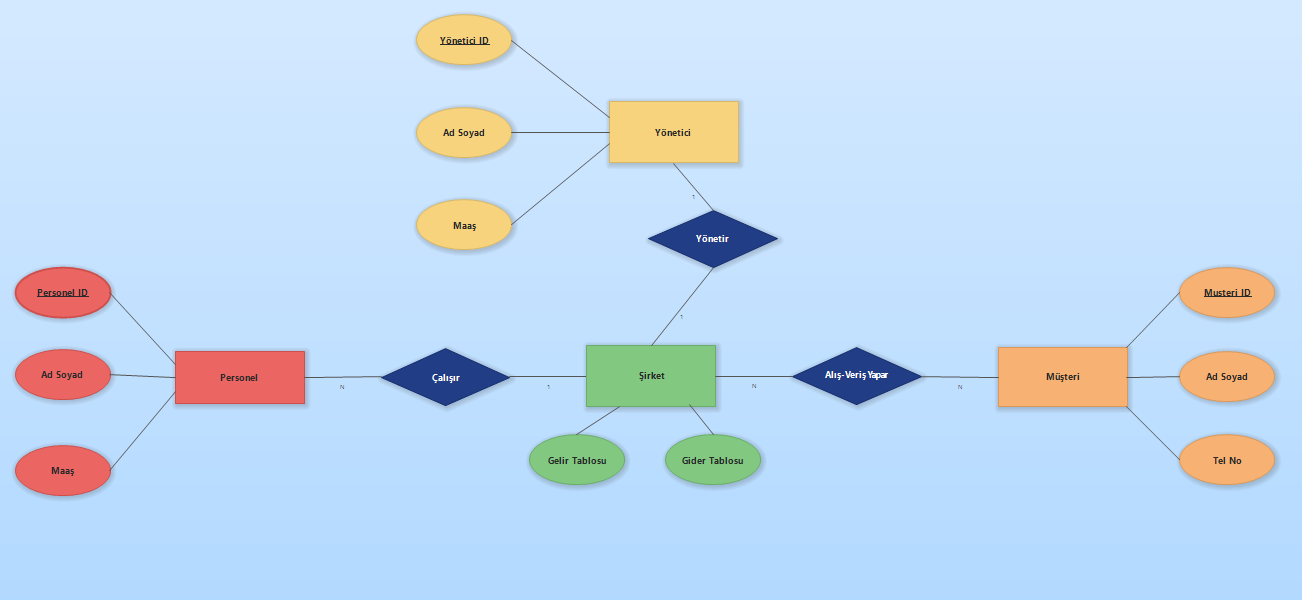 Yönetici ID
Ad Soyad
Yönetici
Maaş
1
Yönetir
1
Personel ID
Ad Soyad
Personel
Maaş
N
Çalışır
1
Şirket
Gelir Tablosu
Gider Tablosu
N
Alış-Veriş Yapar
N
Müşteri
Musteri ID
Ad Soyad
Tel No